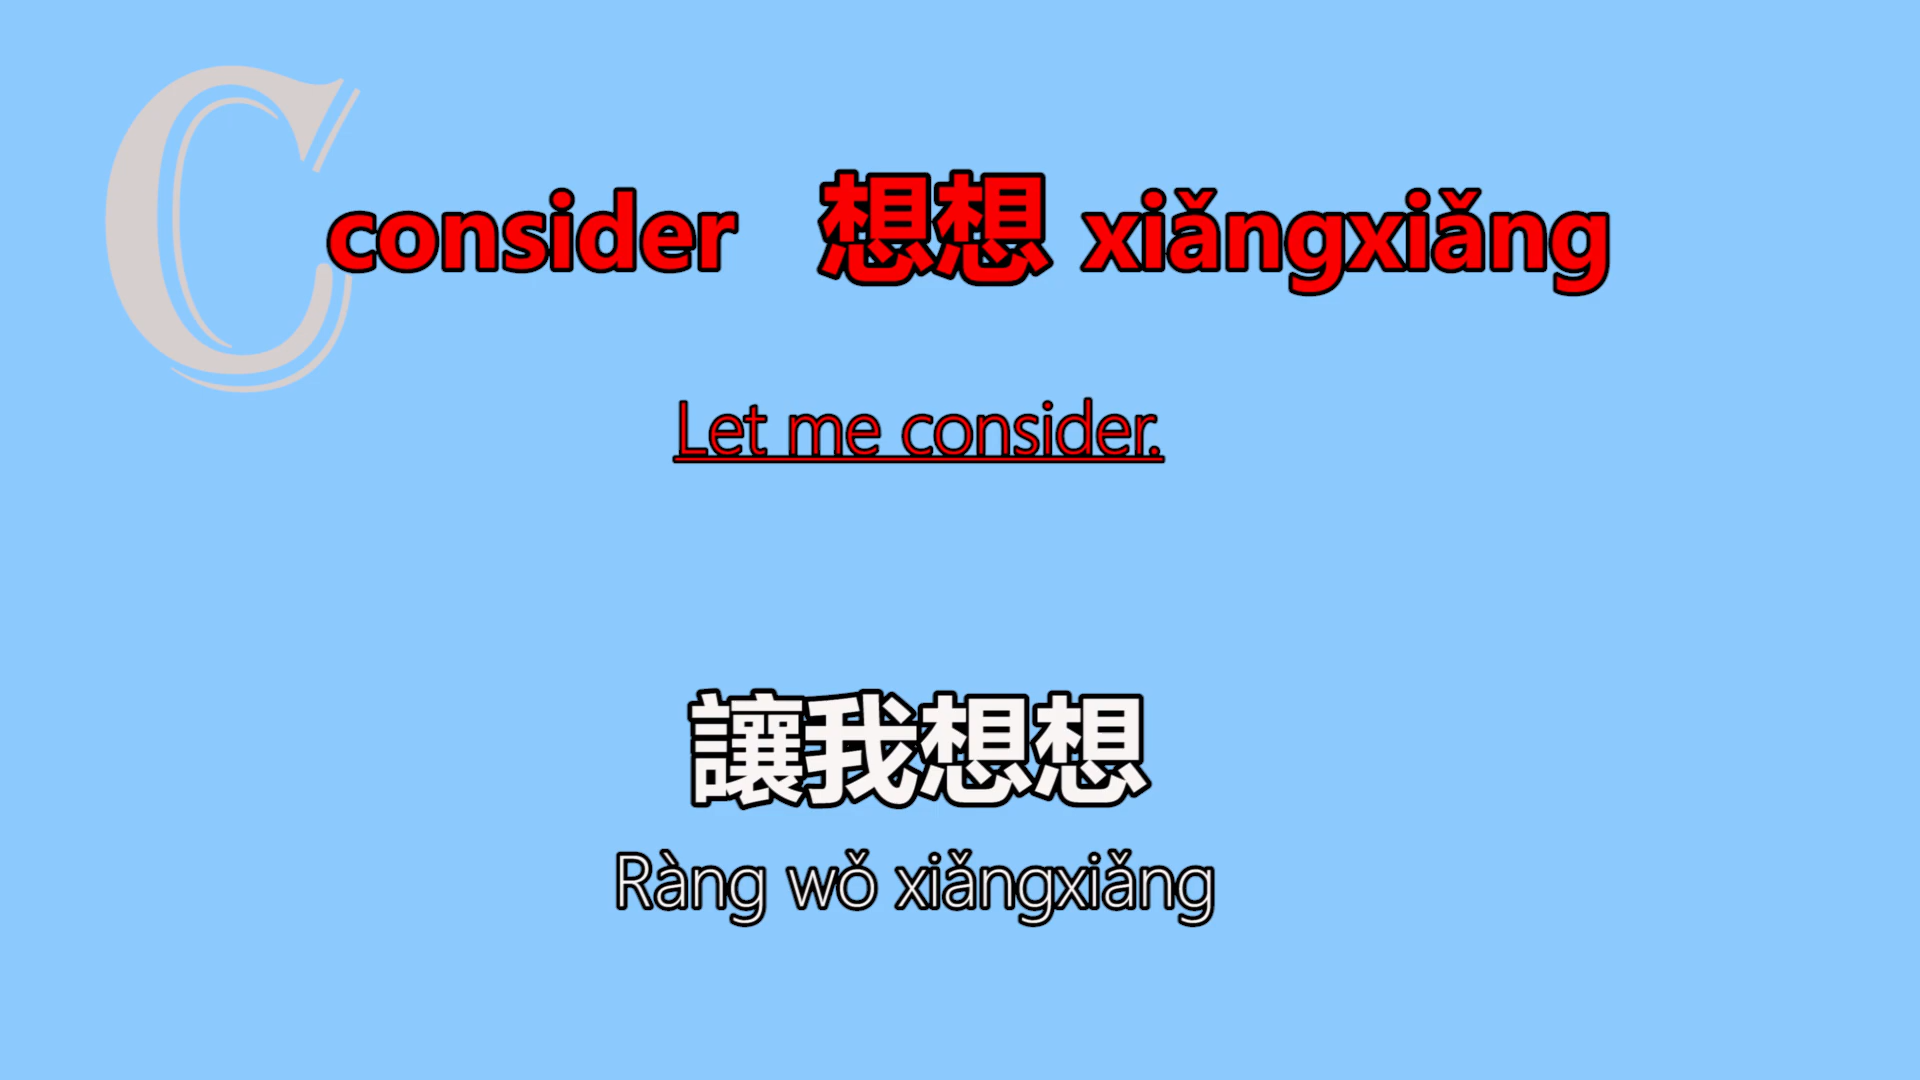 C
consider 想想 xiǎngxiǎng
Let me consider.
讓我想想
Ràng wǒ xiǎngxiǎng